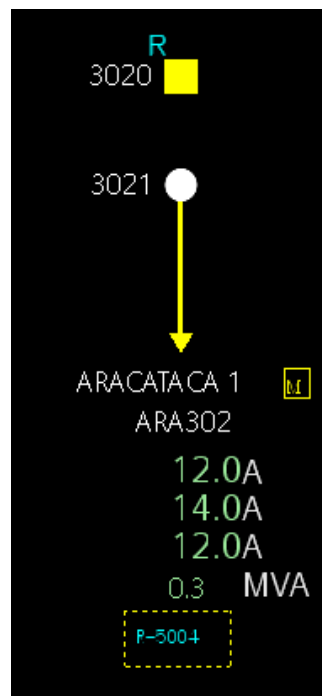 R
3020
3021
ARACATACA 1 M
ARA302
12.0A
14.0A
12.0A
0.3 MVA
R-5004